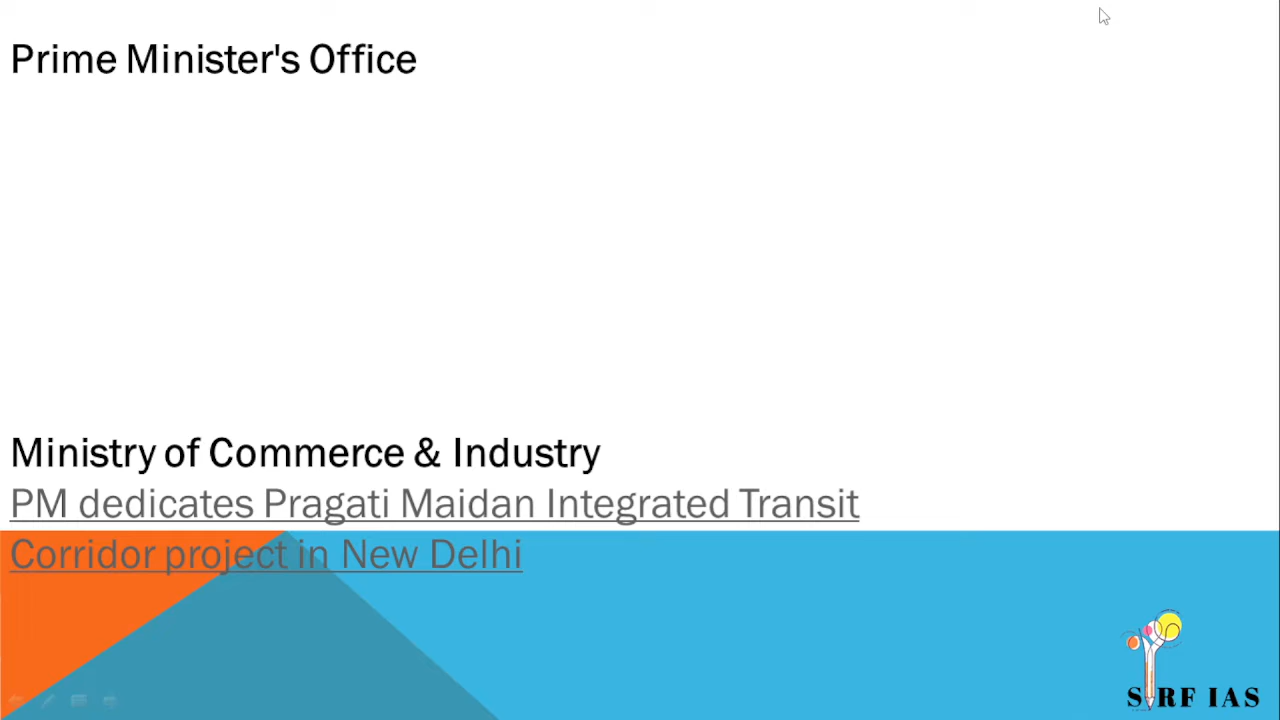 Prime Minister's Office
Ministry of Commerce & Industry
PM dedicates Pragati Maidan Integrated Transit
Corridor project in New Delhi
SIRF IAS